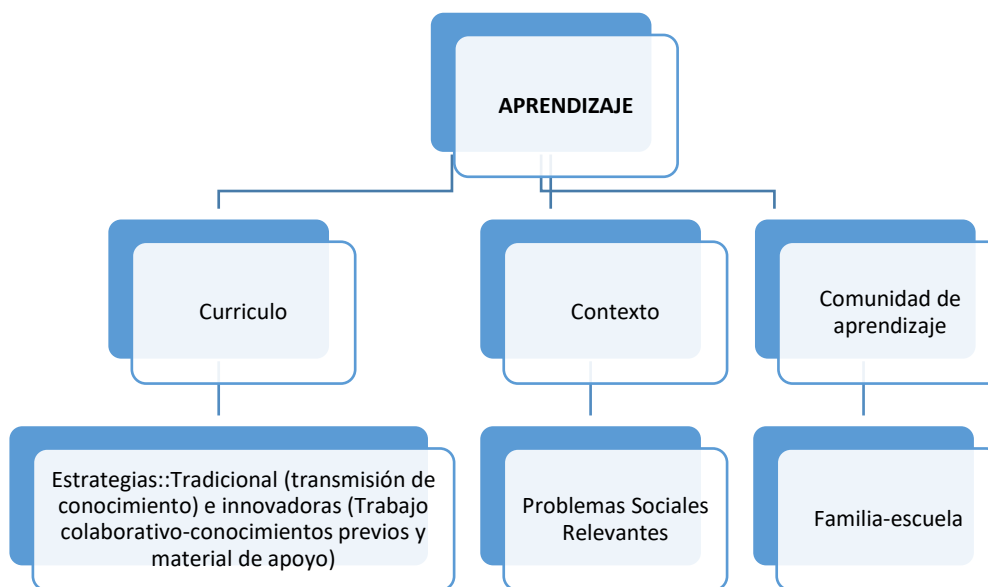 APRENDIZAJE
Curriculo
Contexto
Comunidad de
aprendizaje
Estrategias::Tradicional (transmisión de
conocimiento) e innovadoras (Trabajo
colaborativo-conocimientos previos y
material de apoyo)
Problemas Sociales
Relevantes
Familia-escuela